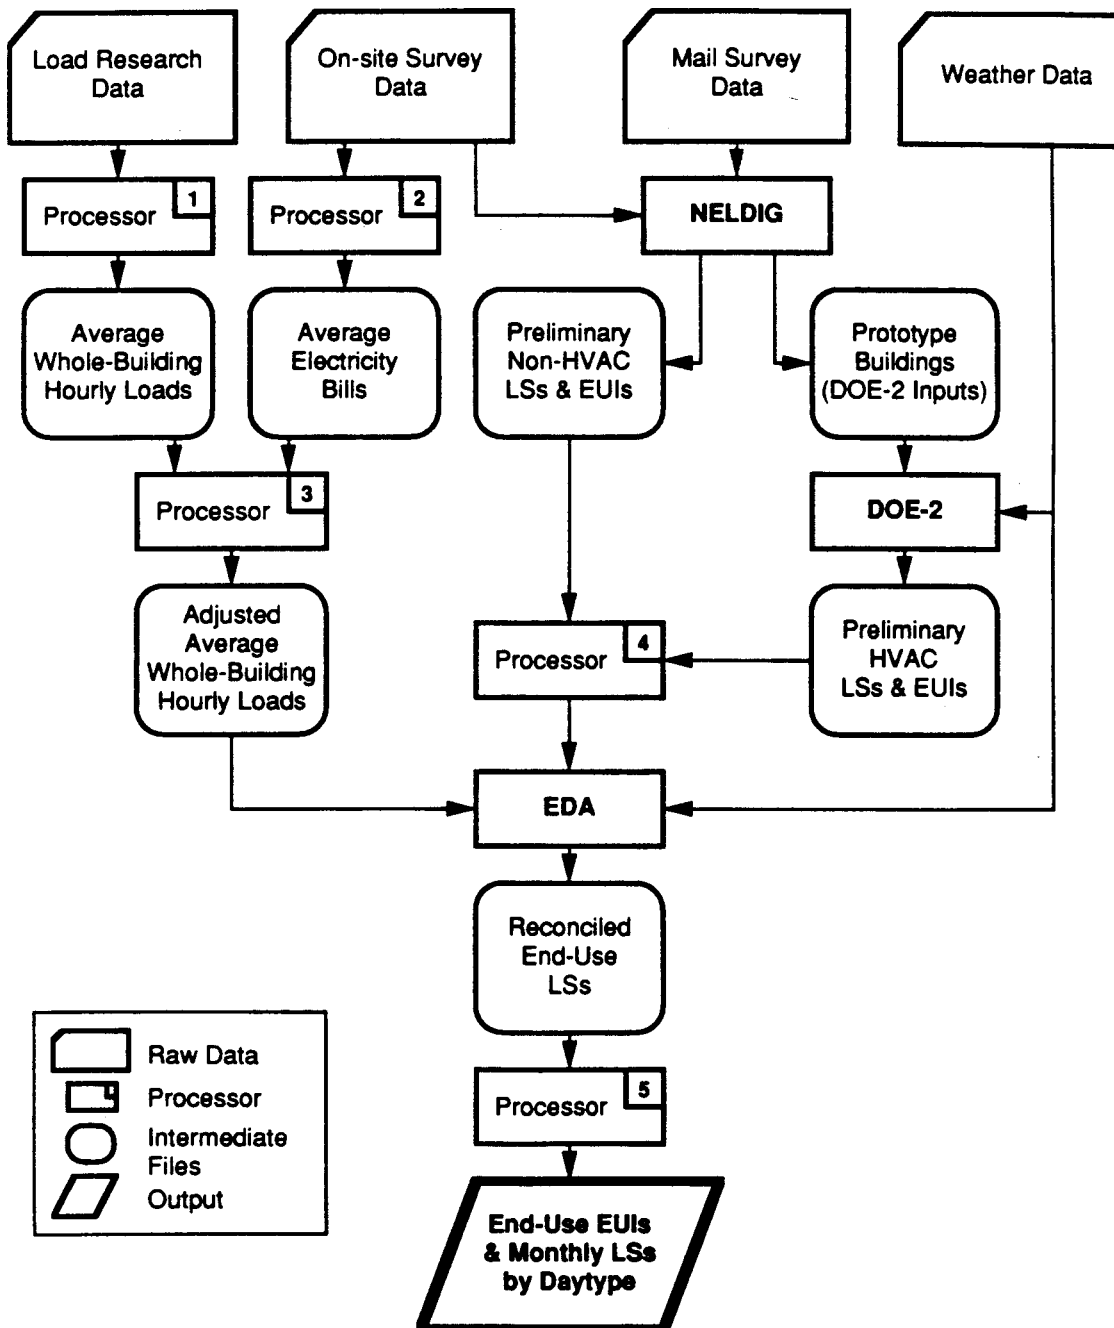 Load Research
Data
On-site Survey
Data
Mail Survey
Data
Weather Data
Processor
1
Processor
2
NELDIG
Average
Whole-Building
Hourly Loads
Average
Electricity
Bills
Preliminary
Non-HVAC
LSs & EUIs
Prototype
Buildings
(DOE-2 Inputs)
Processor
3
DOE-2
Adjusted
Average
Whole-Building
Hourly Loads
Processor
4
Preliminary
HVAC
LSs & EUIs
EDA
Reconciled
End-Use
LSs
Processor
5
End-Use EUIs
& Monthly LSs
by Daytype
Raw Data
Processor
Intermediate
Files
Output